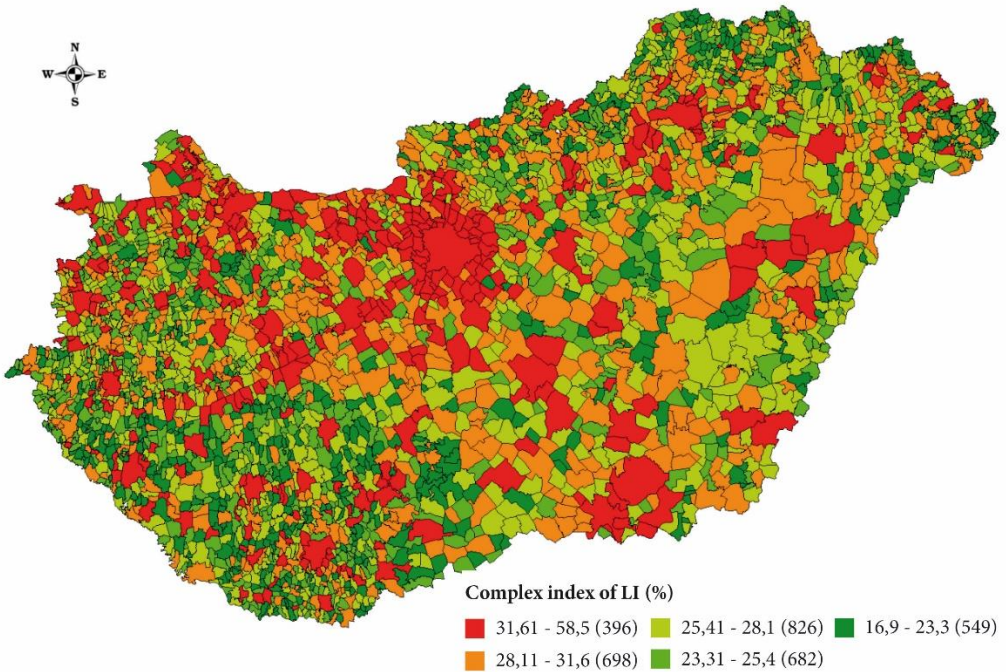 N
W E
S
Complex index of LI (%)
31,61 - 58,5 (396) 25,41 - 28,1 (826) 16,9 - 23,3 (549)
28,11 - 31,6 (698) 23,31 - 25,4 (682)